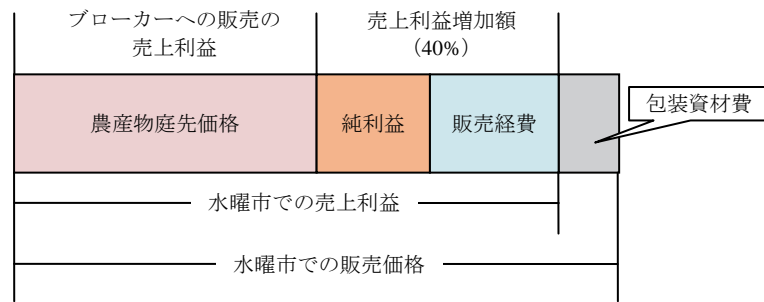 ブローカーへの販売の
売上利益
売上利益増加額
（40%）
農産物庭先価格
純利益
販売経費
包装資材費
水曜市での売上利益
水曜市での販売価格